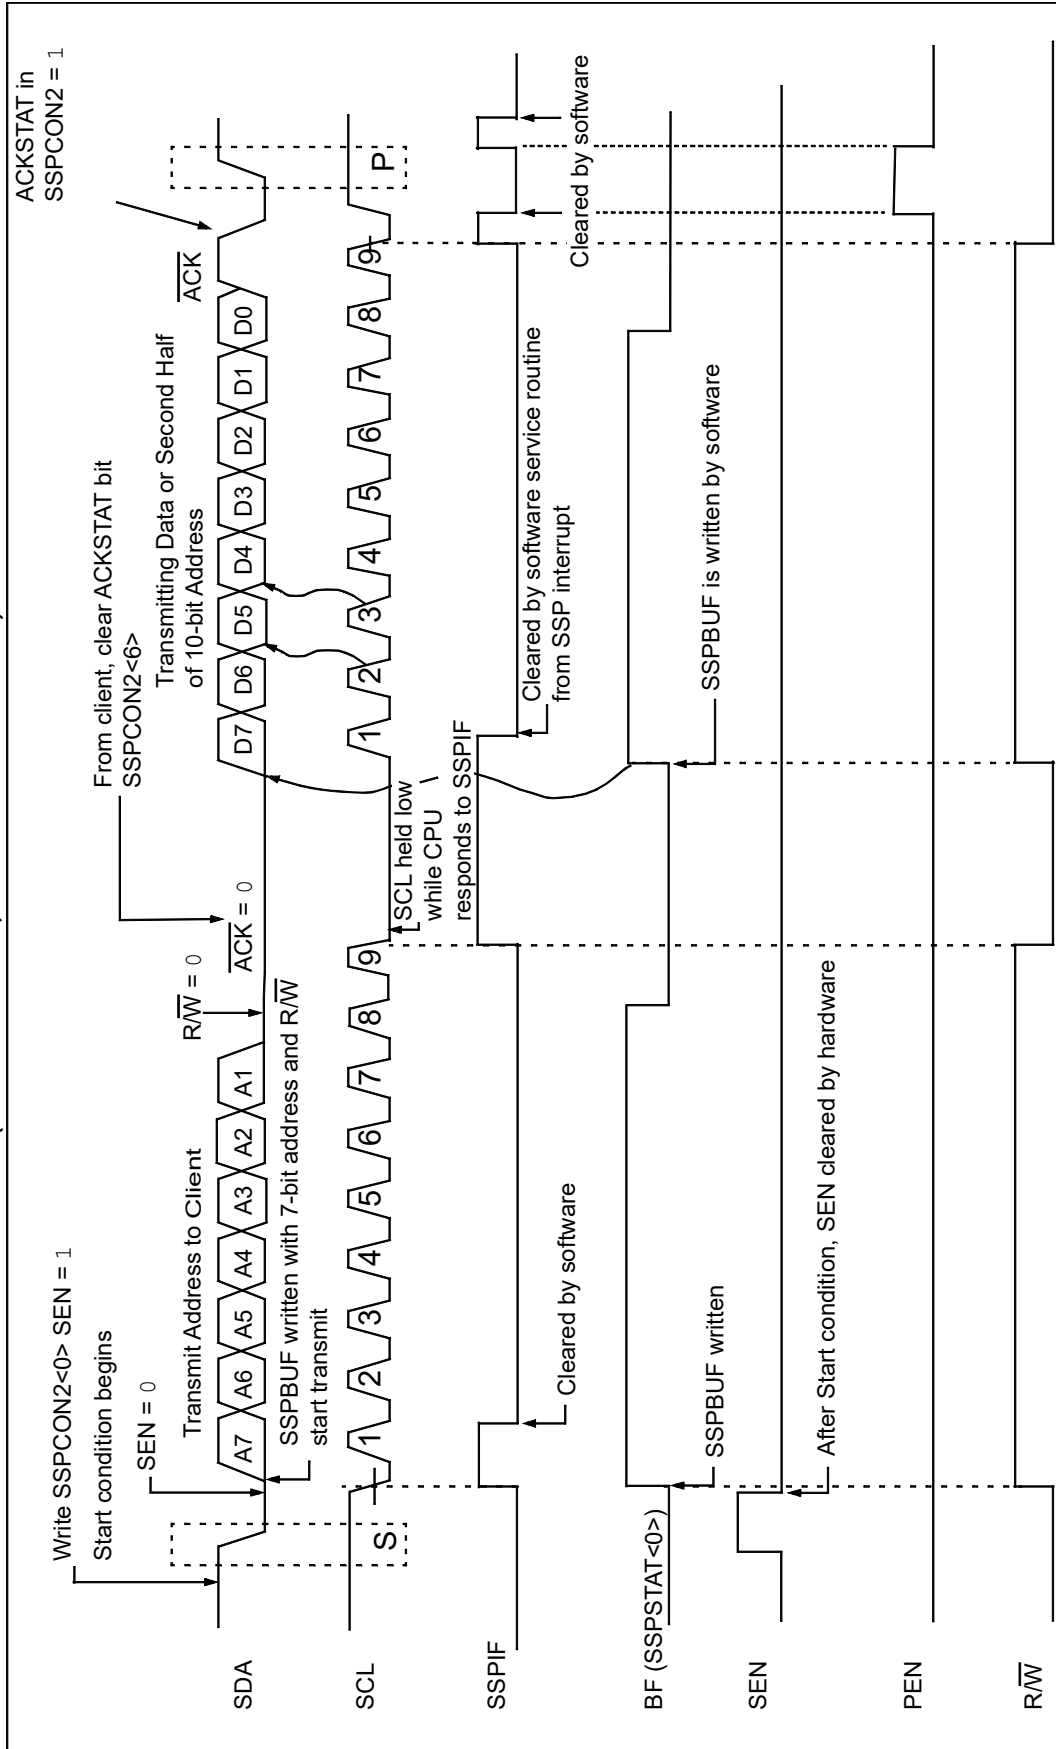 Write SSPCON2<0> SEN = 1
Start condition begins
SEN = 0
Transmit Address to Client
From client, clear ACKSTAT bit
SSPCON2<6>
Transmitting Data or Second Half
of 10-bit Address
ACKSTAT in
SSPCON2 = 1
R/W = 0
ACK = 0
ACK
SDA
A7 A6 A5 A4 A3 A2 A1
D7 D6 D5 D4 D3 D2 D1 D0
SSPBUF written with 7-bit address and R/W
start transmit
SCL
S
1 2 3 4 5 6 7 8 9
1 2 3 4 5 6 7 8 9
P
SCL held low
while CPU
responds to SSPIF
SSPIF
Cleared by software
Cleared by software service routine
from SSP interrupt
Cleared by software
BF (SSPSTAT<0>)
SSPBUF written
SSPBUF is written by software
SEN
After Start condition, SEN cleared by hardware
PEN
R/W